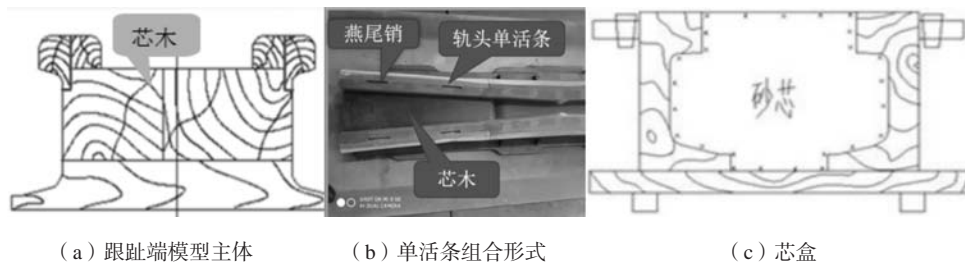 芯木
燕尾销
轨头单活条
芯木
砂芯
(a)跟趾端模型主体
(b)单活条组合形式
(c)芯盒